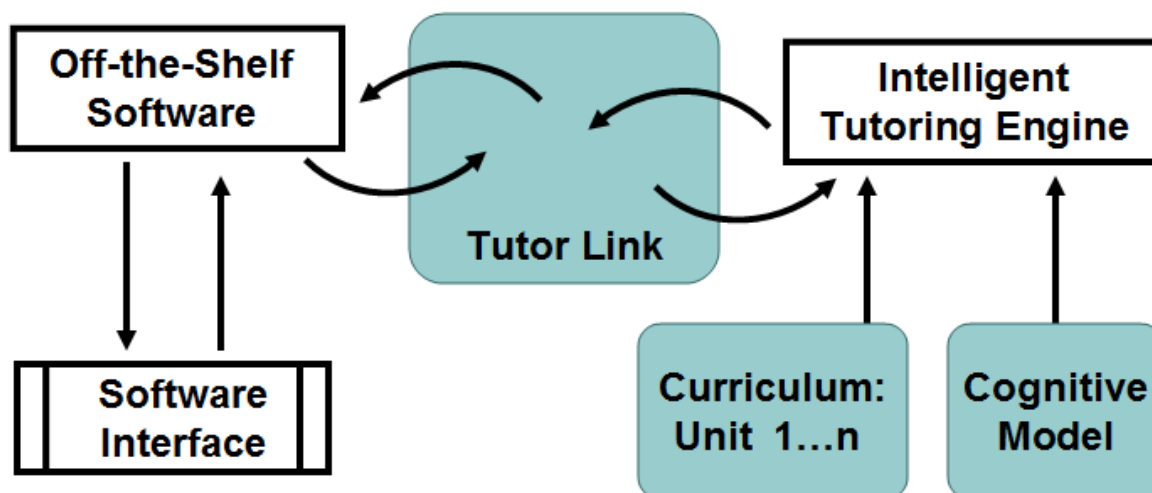 Off-the-Shelf
Software
Intelligent
Tutoring Engine
Tutor Link
Software
Interface
Curriculum:
Unit 1...n
Cognitive
Model